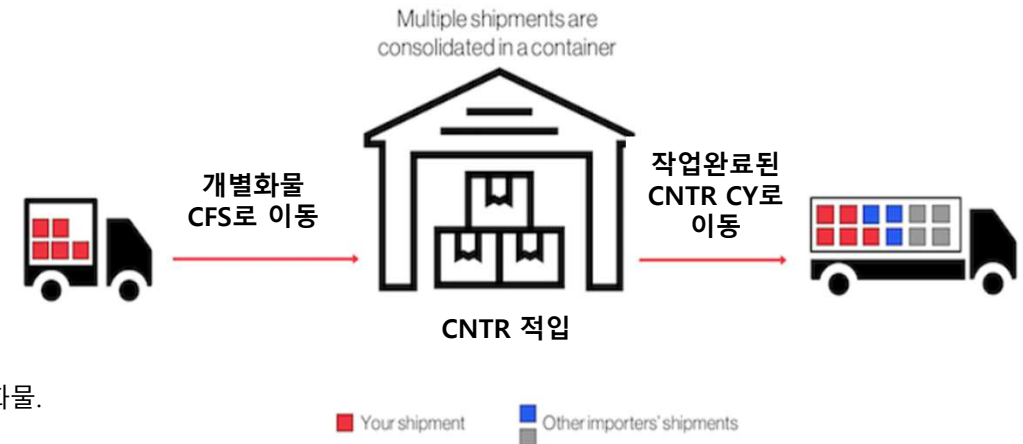 Multiple shipments are
consolidated in a container
개별화물
CFS로 이동
작업완료된
CNTR CY로
이동
CNTR 적입
화물.
Your shipment
Other importers' shipments